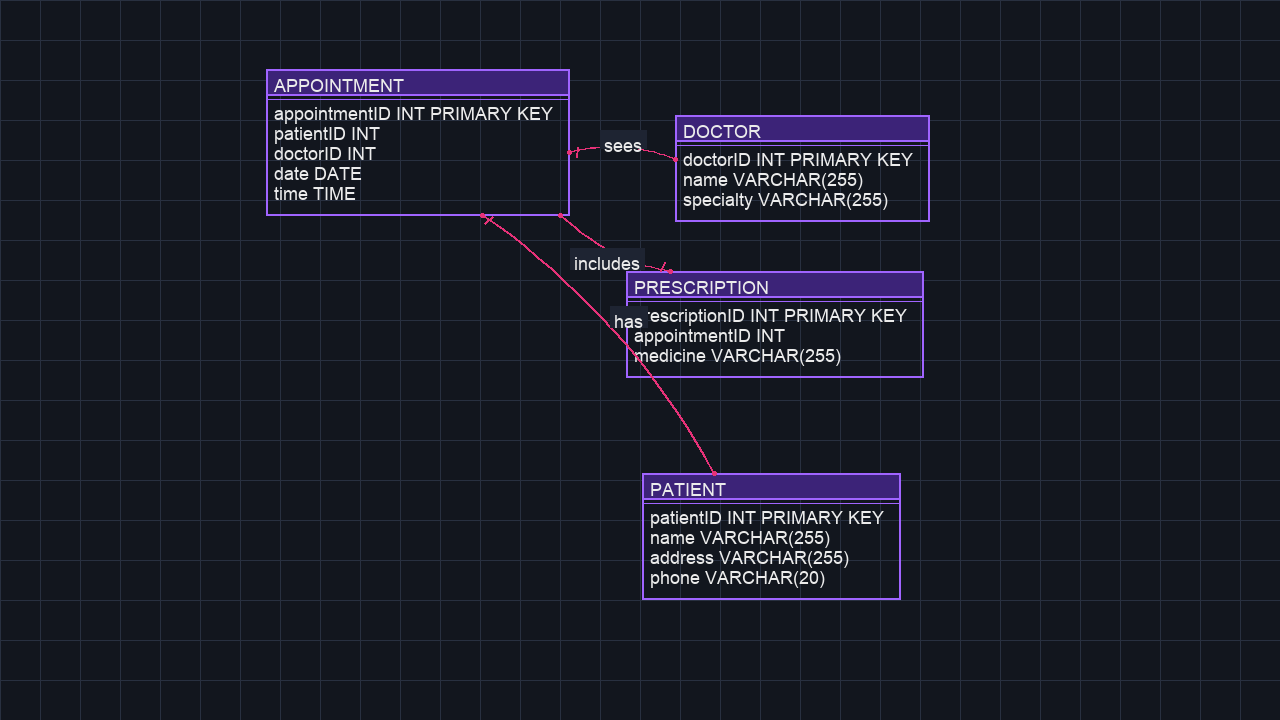 APPOINTMENT
appointmentID INT PRIMARY KEY
patientID INT
doctorID INT
date DATE
time TIME
sees
DOCTOR
doctorID INT PRIMARY KEY
name VARCHAR(255)
specialty VARCHAR(255)
includes
PRESCRIPTION
has
rescriptionID INT PRIMARY KEY
appointmentID INT
medicine VARCHAR(255)
PATIENT
patientID INT PRIMARY KEY
name VARCHAR(255)
address VARCHAR(255)
phone VARCHAR(20)